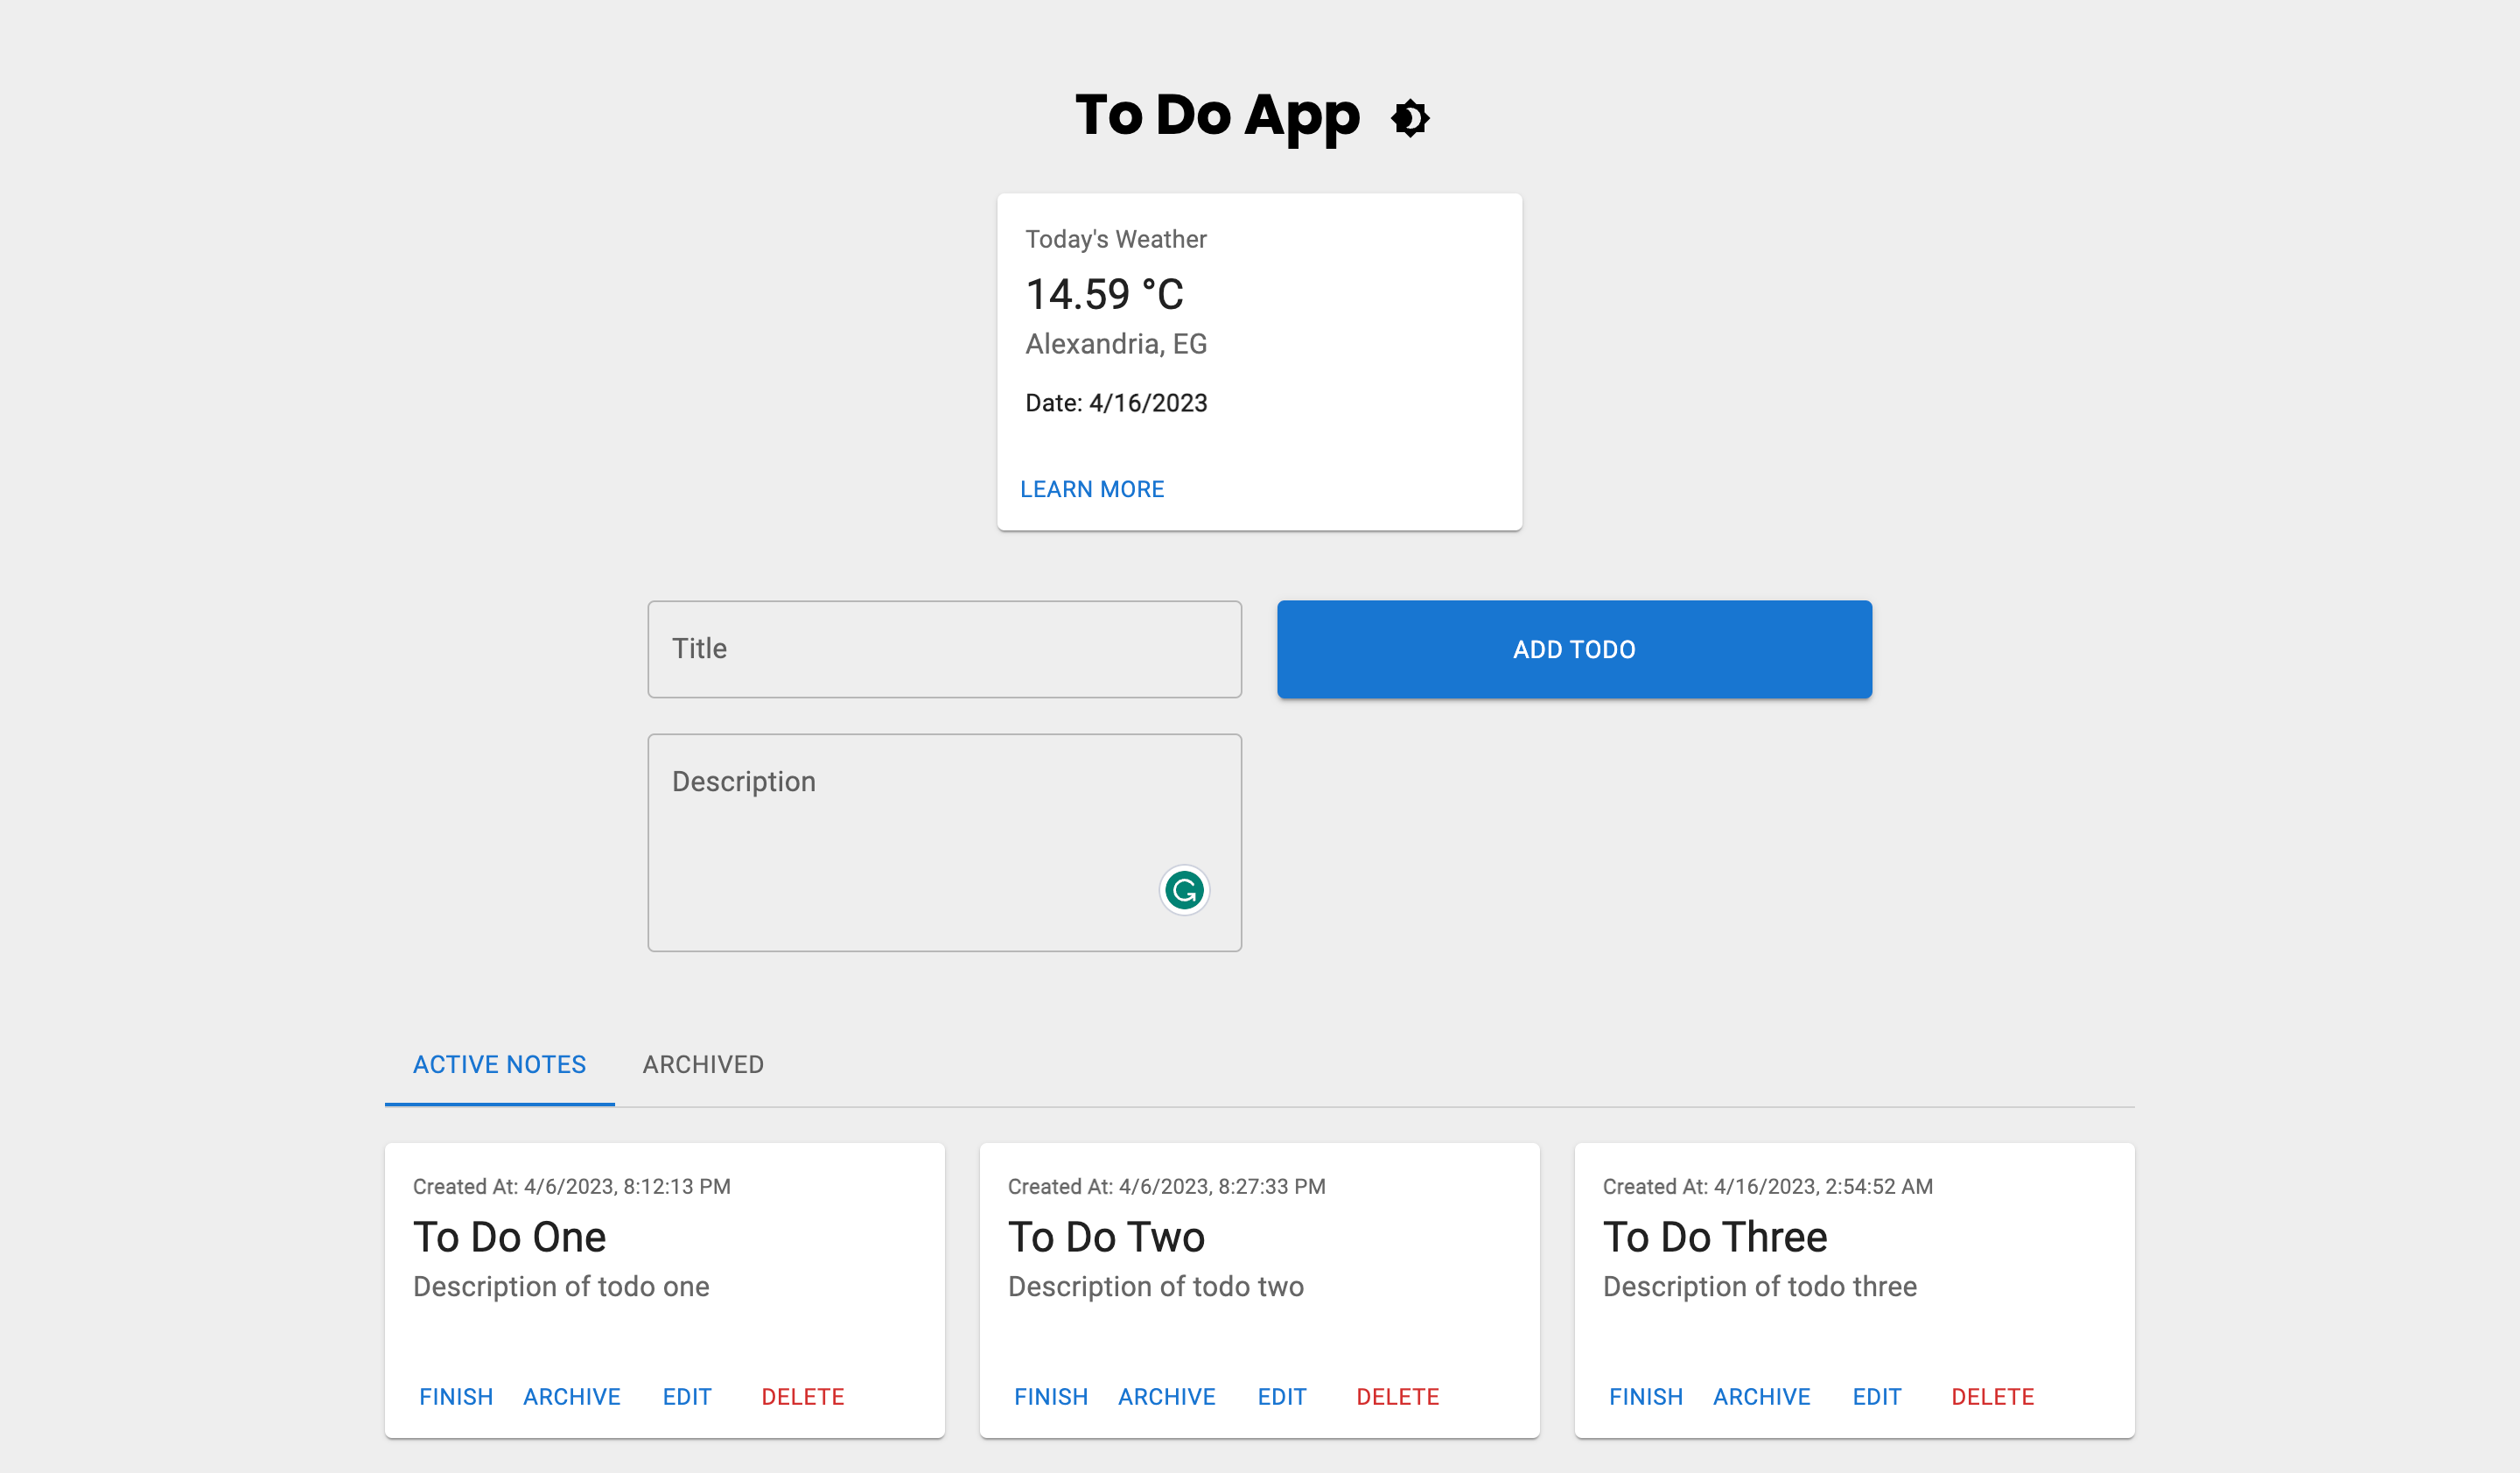 To Do App
Today's Weather
14.59 °C
Alexandria, EG
Date: 4/16/2023
LEARN MORE
Title
ADD TODO
Description
ACTIVE NOTES
ARCHIVED
Created At: 4/6/2023, 8:12:13 PM
To Do One
Description of todo one
FINISH ARCHIVE EDIT DELETE
Created At: 4/6/2023, 8:27:33 PM
To Do Two
Description of todo two
FINISH ARCHIVE EDIT DELETE
Created At: 4/16/2023, 2:54:52 AM
To Do Three
Description of todo three
FINISH ARCHIVE EDIT DELETE